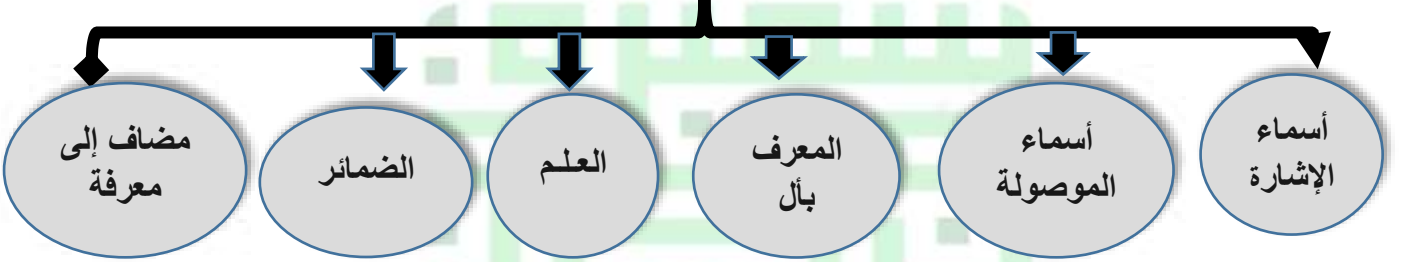 أسماء
الإشارة
أسماء
الموصولة
المعرف
بأل
العلم
الضمائر
مضاف إلى
معرفة